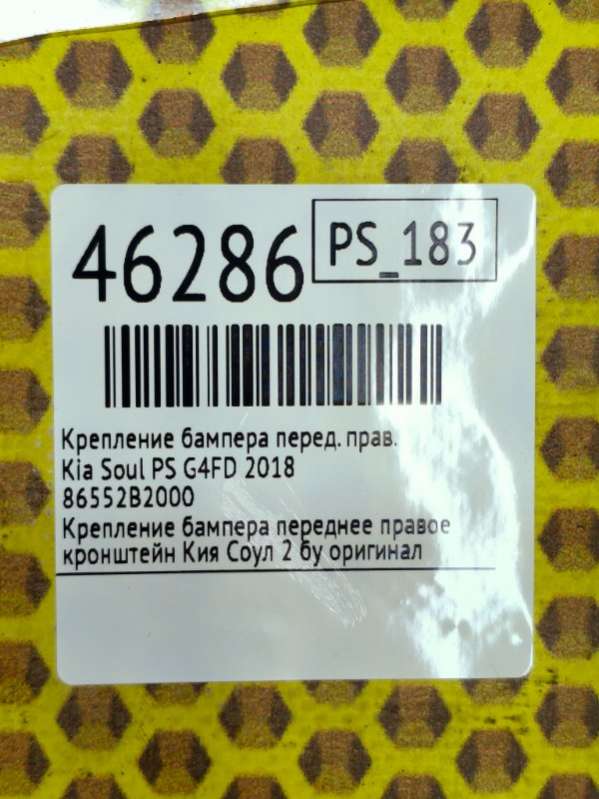 46286
PS_183
Крепление бампера перед. прав.
Kia Soul PS G4FD 2018
86552B2000
Крепление бампера переднее правое
кронштейн Кия Соул 2 бу оригинал